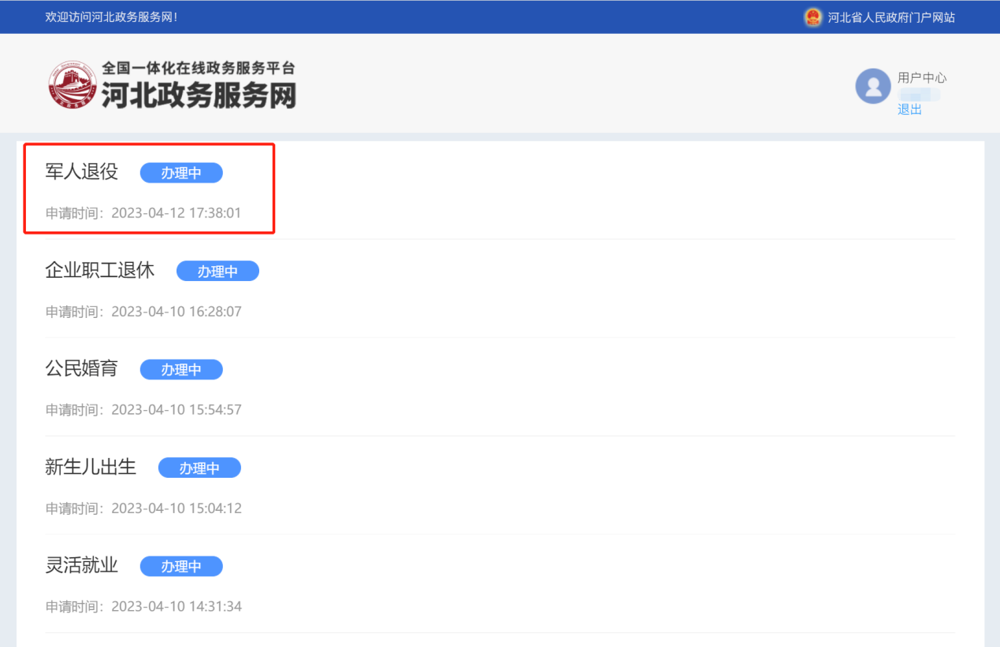 欢迎访问河北政务服务网！
河北省人民政府门户网站
全国一体化在线政务服务平台
河北政务服务网
用户中心
退出
军人退役 办理中
申请时间：2023-04-12 17:38:01
企业职工退休 办理中
申请时间：2023-04-10 16:28:07
公民婚育 办理中
申请时间：2023-04-10 15:54:57
新生儿出生 办理中
申请时间：2023-04-10 15:04:12
灵活就业 办理中
申请时间：2023-04-10 14:31:34